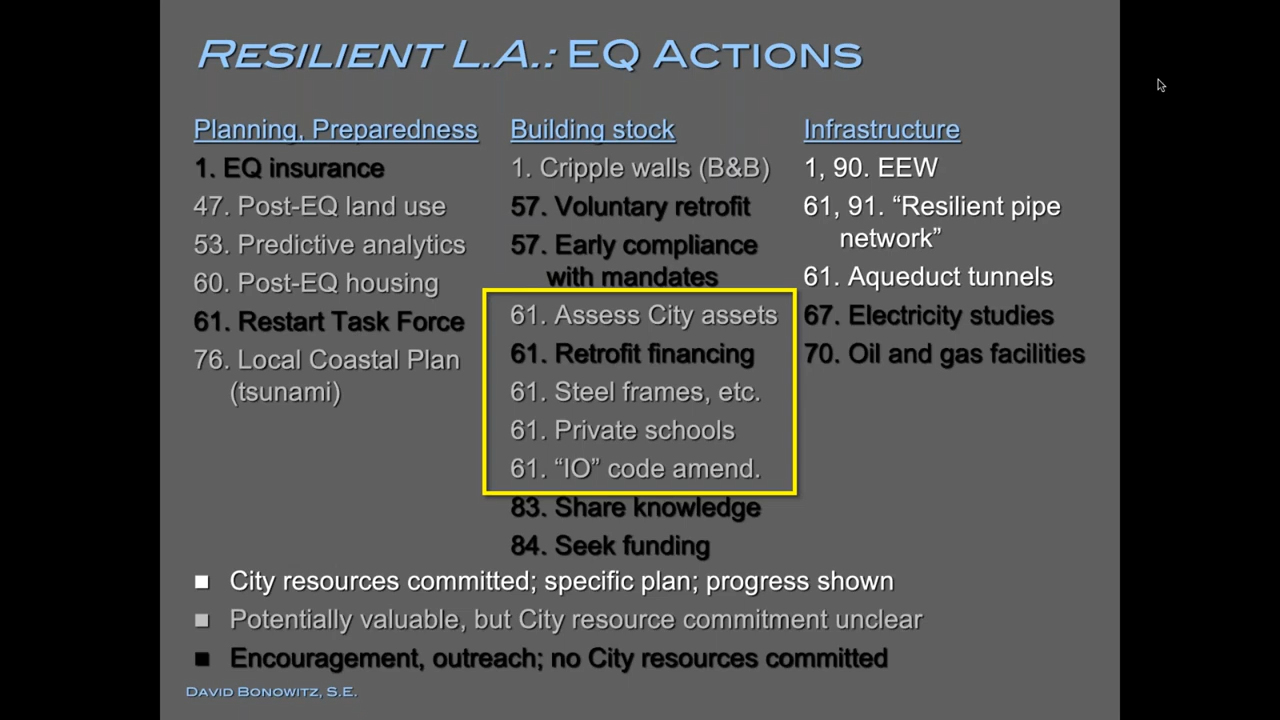 RESILIENT L.A.: EQ ACTIONS
Planning, Preparedness
1. EQ insurance
47. Post-EQ land use
53. Predictive analytics
60. Post-EQ housing
61. Restart Task Force
76. Local Coastal Plan
(tsunami)
Building stock
1. Cripple walls (B&B)
57. Voluntary retrofit
57. Early compliance
with mandates
61. Assess City assets
61. Retrofit financing
61. Steel frames, etc.
61. Private schools
61. “IO” code amend.
83. Share knowledge
84. Seek funding
Infrastructure
1, 90. EEW
61, 91. “Resilient pipe
network”
61. Aqueduct tunnels
67. Electricity studies
70. Oil and gas facilities
City resources committed; specific plan; progress shown
Potentially valuable, but City resource commitment unclear
Encouragement, outreach; no City resources committed
DAVID BONOWITZ, S.E.